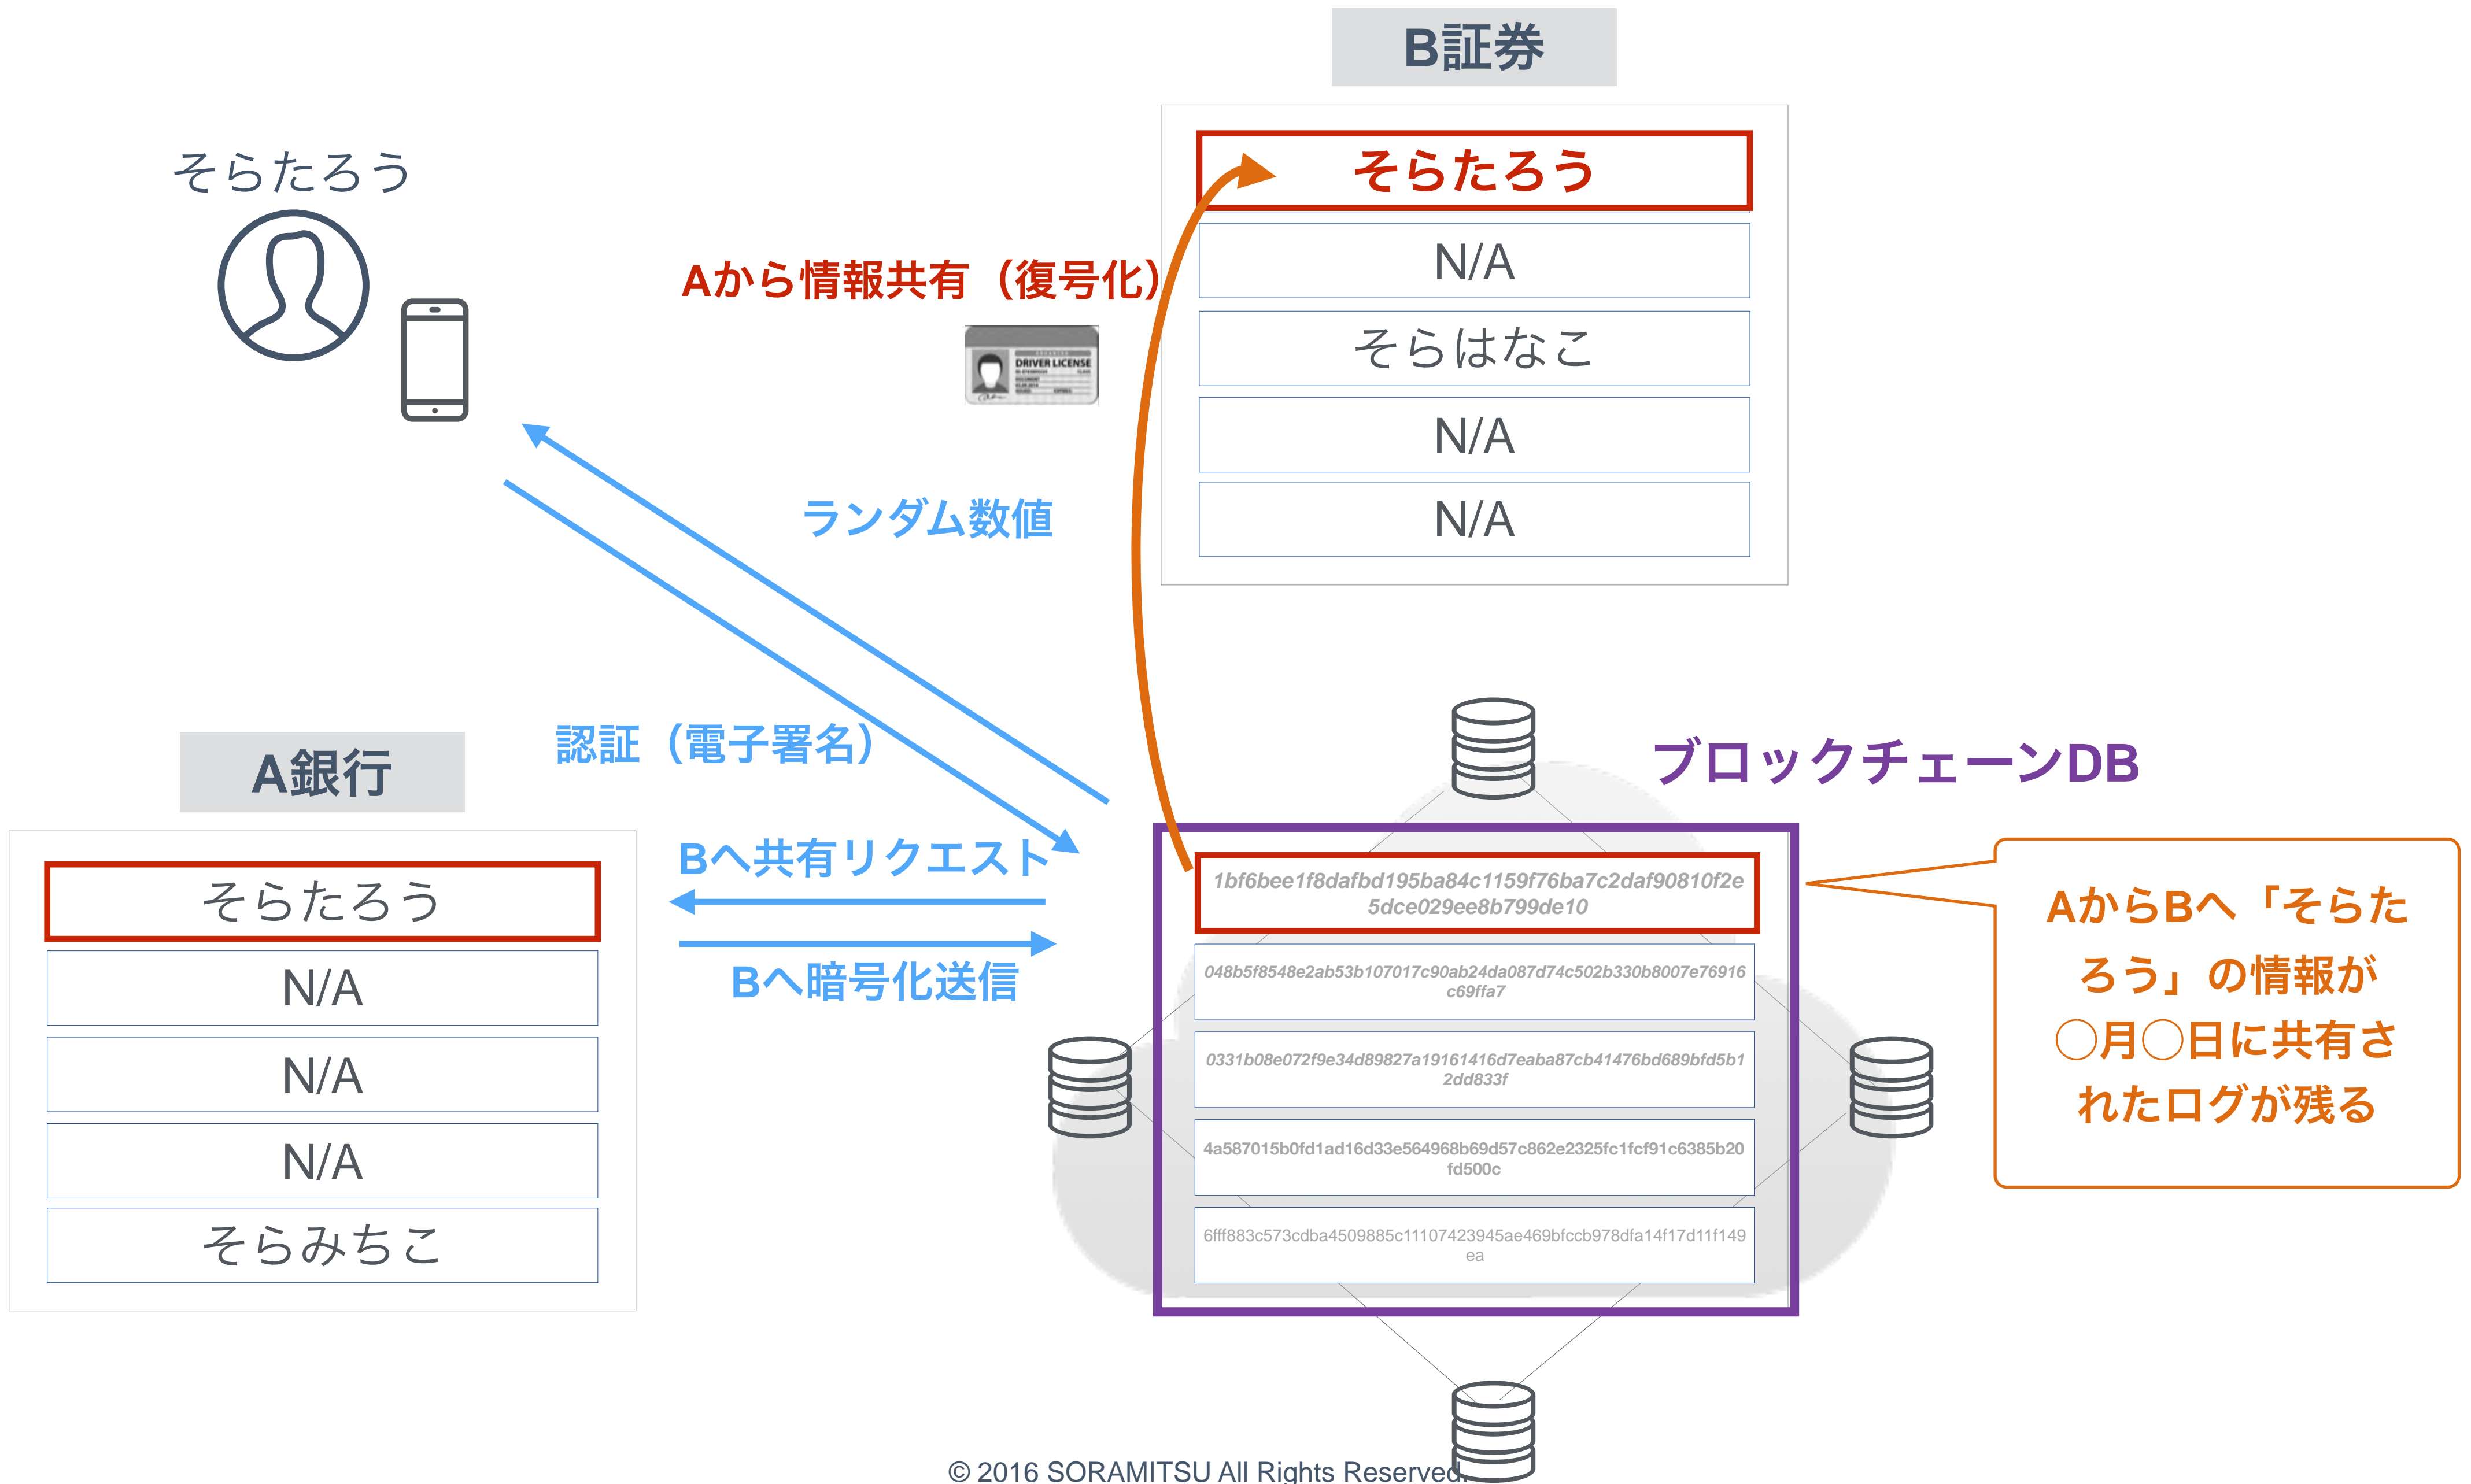 B証券
そらたろう
N/A
そらはなこ
N/A
N/A
そらたろう
Aから情報共有（復号化）
DRIVER LICENSE
ランダム数値
認証（電子署名）
A銀行
そらたろう
N/A
N/A
N/A
そらみちこ
Bへ共有リクエスト
Bへ暗号化送信
ブロックチェーンDB
1bf6bee1f8dafbd195ba84c1159f76ba7c2daf90810f2e
5dce029ee8b799de10
048b5f8548e2ab53b107017c90ab24da087d74c502b330b8007e76916
c69ffa7
0331b08e072f9e34d89827a19161416d7eaba87cb41476bd689bfd5b1
2dd833f
4a587015b0fd1ad16d33e564968b69d57c862e2325fc1fcf91c6385b20
fd500c
6fff883c573cdba4509885c11107423945ae469bfccb978dfa14f17d11f149
ea
AからBへ「そらた
ろう」の情報が
◯月◯日に共有さ
れたログが残る
© 2016 SORAMITSU All Rights Reserved.